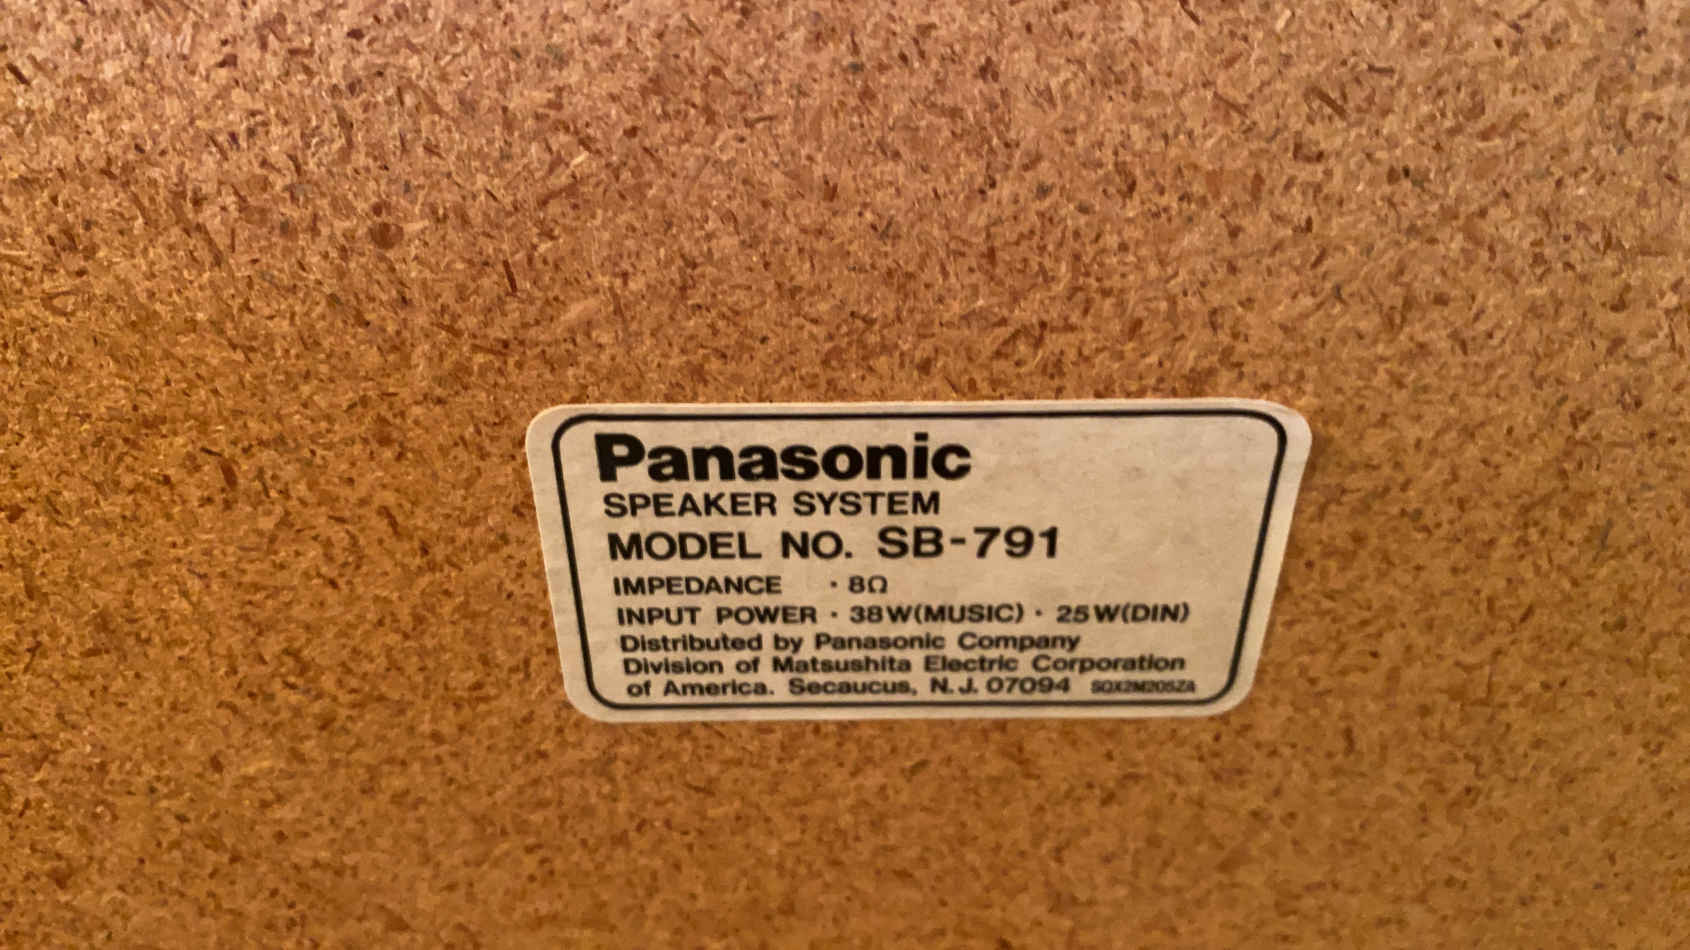 Panasonic
SPEAKER SYSTEM
MODEL NO. SB-791
IMPEDANCE · 8Ω
INPUT POWER · 38W(MUSIC) · 25W(DIN)
Distributed by Panasonic Company
Division of Matsushita Electric Corporation
of America. Secaucus, N.J. 07094 SQX2M205ZA